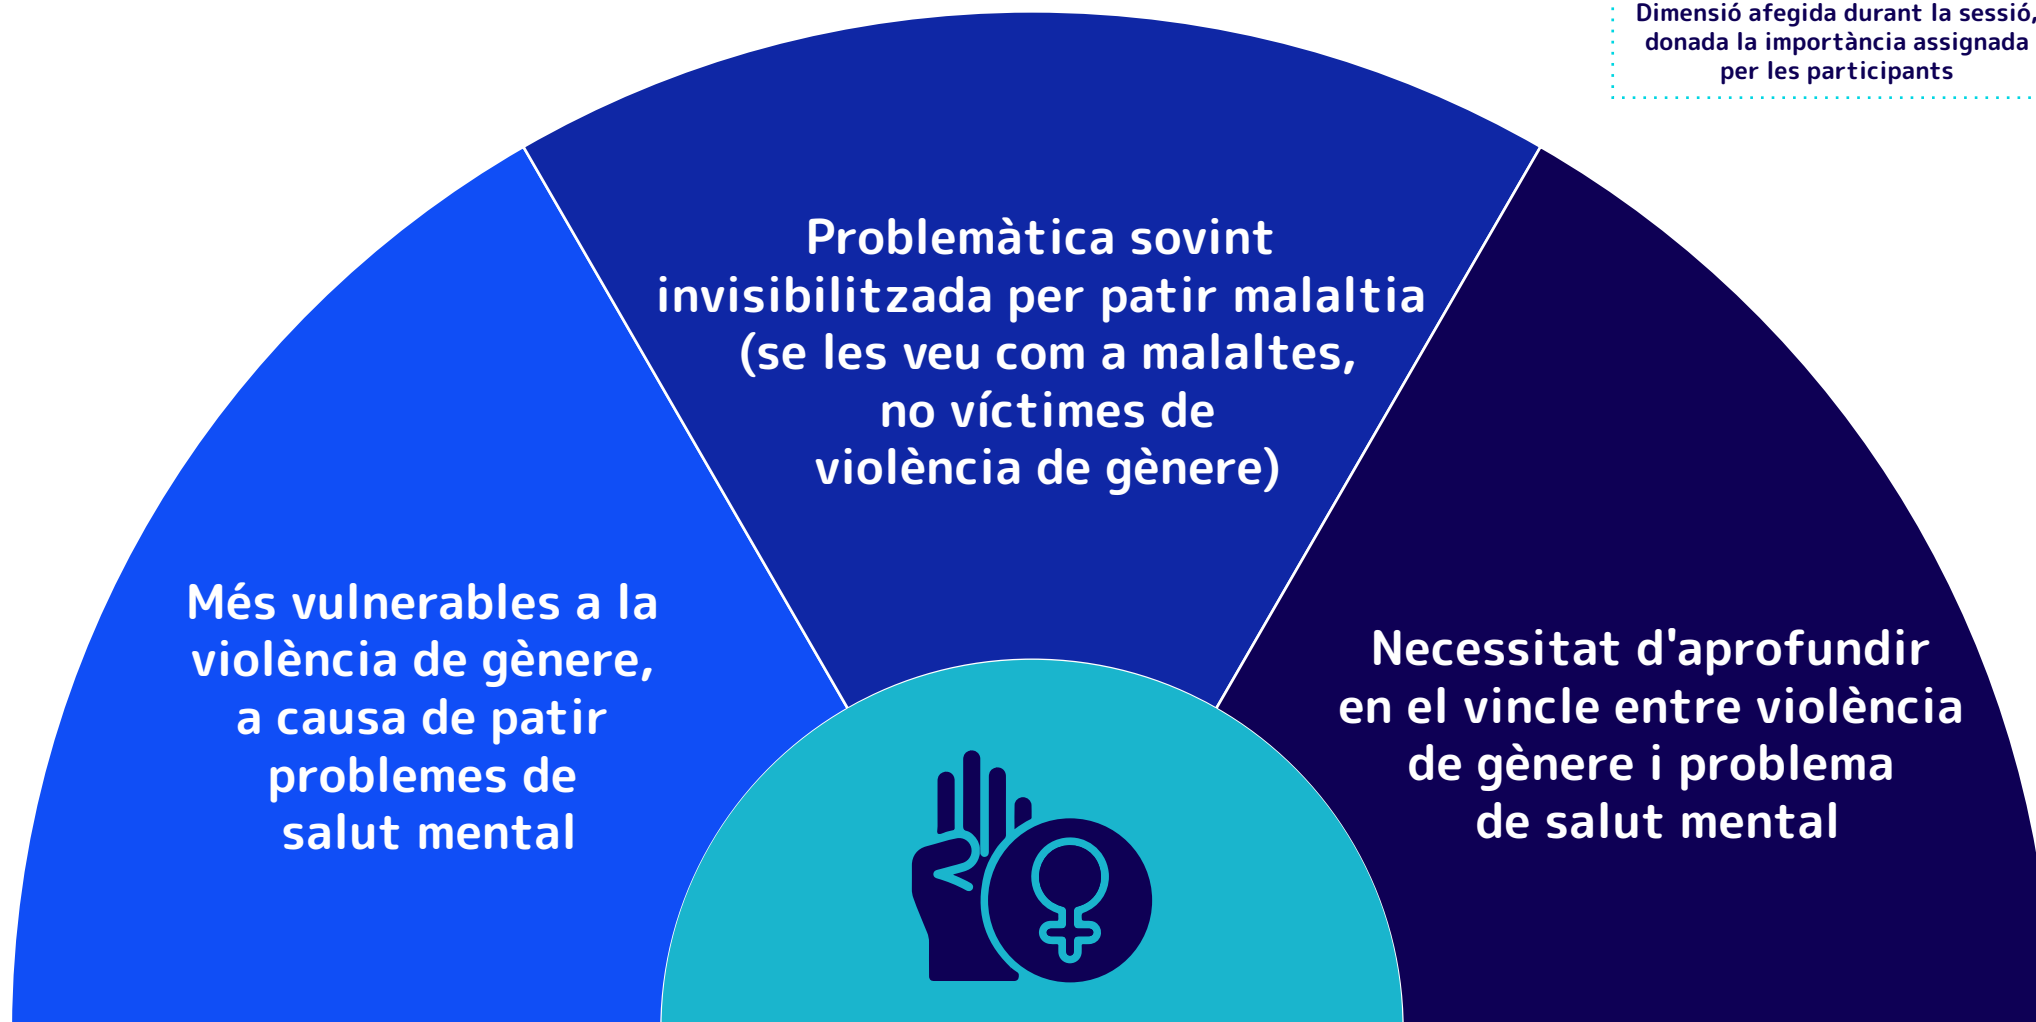 Dimensió afegida durant la sessió,
donada la importància assignada
per les participants
Problemàtica sovint
invisibilitzada per patir malaltia
(se les veu com a malaltes,
no víctimes de
violència de gènere)
Més vulnerables a la
violència de gènere,
a causa de patir
problemes de
salut mental
Necessitat d'aprofundir
en el vincle entre violència
de gènere i problema
de salut mental